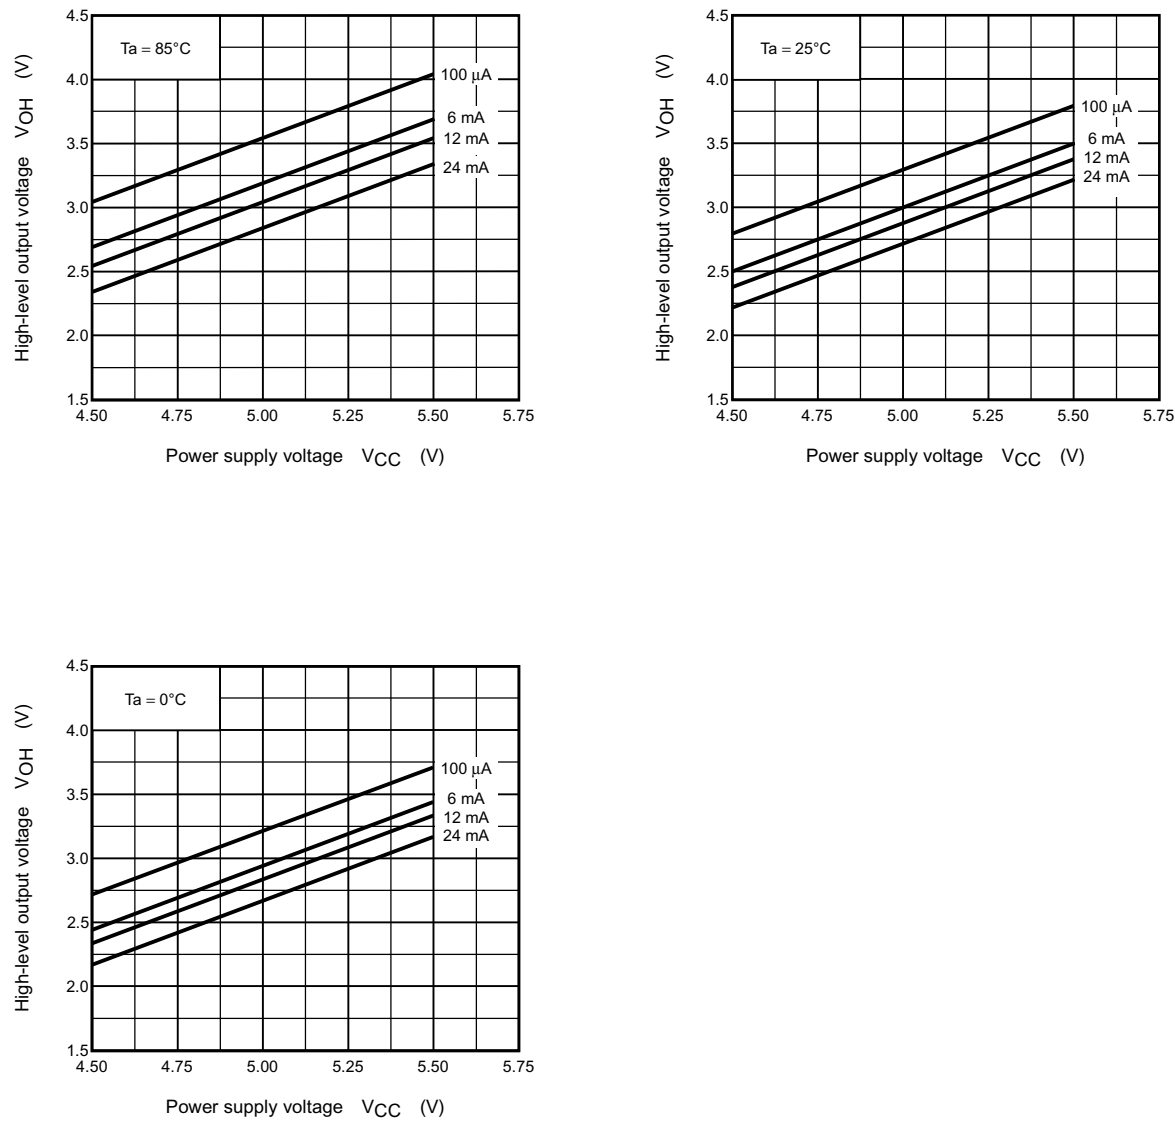 Ta = 85°C
High-level output voltage VOH (V)
4.5
4.0
3.5
3.0
2.5
2.0
1.5
100 μA
6 mA
12 mA
24 mA
4.50 4.75 5.00 5.25 5.50 5.75
Power supply voltage VCC (V)
Ta = 25°C
High-level output voltage VOH (V)
4.5
4.0
3.5
3.0
2.5
2.0
1.5
100 μA
6 mA
12 mA
24 mA
4.50 4.75 5.00 5.25 5.50 5.75
Power supply voltage VCC (V)
Ta = 0°C
High-level output voltage VOH (V)
4.5
4.0
3.5
3.0
2.5
2.0
1.5
100 μA
6 mA
12 mA
24 mA
4.50 4.75 5.00 5.25 5.50 5.75
Power supply voltage VCC (V)